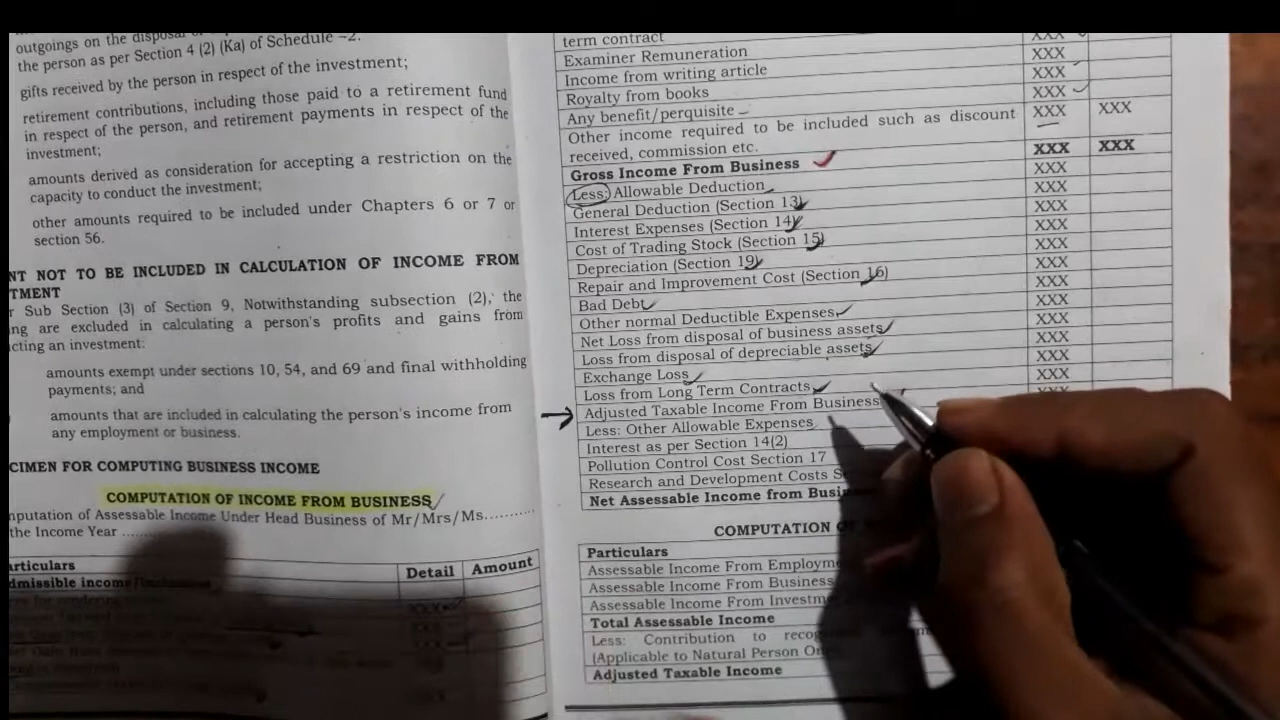 outgoings on the disposal
the person as per Section 4 (2) (Ka) of Schedule –2.
gifts received by the person in respect of the investment;
retirement contributions, including those paid to a retirement fund
in respect of the person, and retirement payments in respect of the
investment;
amounts derived as consideration for accepting a restriction on the
capacity to conduct the investment;
other amounts required to be included under Chapters 6 or 7 or
section 56.
NT NOT TO BE INCLUDED IN CALCULATION OF INCOME FROM
TMENT
r Sub Section (3) of Section 9, Notwithstanding subsection (2), the
ng are excluded in calculating a person's profits and gains from
cting an investment:
amounts exempt under sections 10, 54, and 69 and final withholding
payments; and
amounts that are included in calculating the person's income from
any employment or business.
CIMEN FOR COMPUTING BUSINESS INCOME
COMPUTATION OF INCOME FROM BUSINESS
mputation of Assessable Income Under Head Business of Mr/Mrs/Ms..........
the Income Year
articulars Detail Amount
term contract XXX
Examiner Remuneration XXX
Income from writing article XXX
Royalty from books XXX
Any benefit/perquisite XXX XXX
Other income required to be included such as discount
received, commission etc. XXX XXX
Gross Income From Business XXX
Less: Allowable Deduction XXX
General Deduction (Section 13) XXX
Interest Expenses (Section 14) XXX
Cost of Trading Stock (Section 15) XXX
Depreciation (Section 19) XXX
Repair and Improvement Cost (Section 16) XXX
Bad Debt XXX
Other normal Deductible Expenses XXX
Net Loss from disposal of business assets XXX
Loss from disposal of depreciable assets XXX
Exchange Loss XXX
Loss from Long Term Contracts
Adjusted Taxable Income From Business
Less: Other Allowable Expenses
Interest as per Section 14(2)
Pollution Control Cost Section 17
Research and Development Costs
Net Assessable Income from
COMPUTATION
Particulars
Assessable Income From
Assessable Income From Business
Assessable Income From
Total Assessable Income
Less: Contribution to
(Applicable to Natural Person
Adjusted Taxable Income